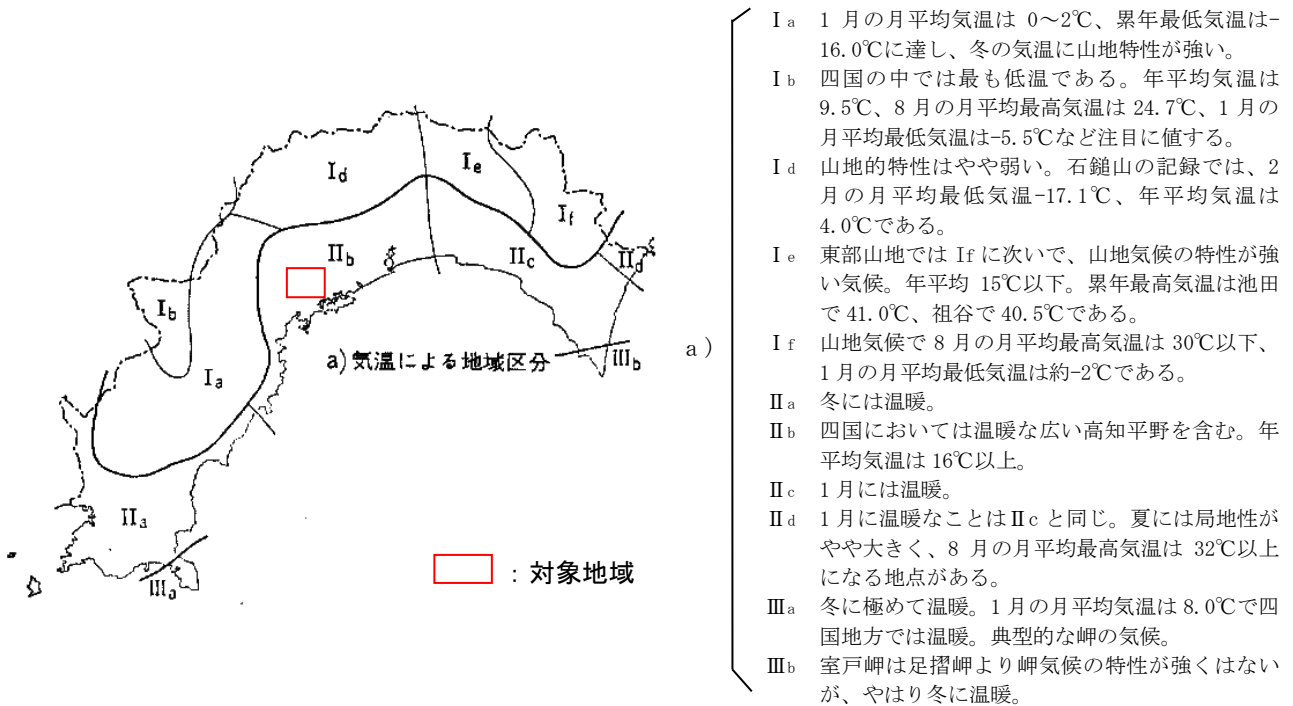 Ⅰd
Ⅰe
Ⅰf
Ⅱb
Ⅱc
Ⅱd
Ⅰb
Ⅰa
a)気温による地域区分
Ⅲb
Ⅱa
Ⅲa
：対象地域
a)
Ⅰa 1 月の月平均気温は 0～2℃、累年最低気温は-
16.0℃に達し、冬の気温に山地特性が強い。
Ⅰb 四国の中では最も低温である。年平均気温は
9.5℃、8 月の月平均最高気温は 24.7℃、1 月の
月平均最低気温は-5.5℃など注目に値する。
Ⅰd 山地的特性はやや弱い。石鎚山の記録では、2
月の月平均最低気温-17.1℃、年平均気温は
4.0℃である。
Ⅰe 東部山地では If に次いで、山地気候の特性が強
い気候。年平均 15℃以下。累年最高気温は池田
で 41.0℃、祖谷で 40.5℃である。
Ⅰf 山地気候で 8 月の月平均最高気温は 30℃以下、
1 月の月平均最低気温は約-2℃である。
Ⅱa 冬には温暖。
Ⅱb 四国においては温暖な広い高知平野を含む。年
平均気温は 16℃以上。
Ⅱc 1 月には温暖。
Ⅱd 1 月に温暖なことはⅡc と同じ。夏には局地性が
やや大きく、8 月の月平均最高気温は 32℃以上
になる地点がある。
Ⅲa 冬に極めて温暖。1 月の月平均気温は 8.0℃で四
国地方では温暖。典型的な岬の気候。
Ⅲb 室戸岬は足摺岬より岬気候の特性が強くはない
が、やはり冬に温暖。